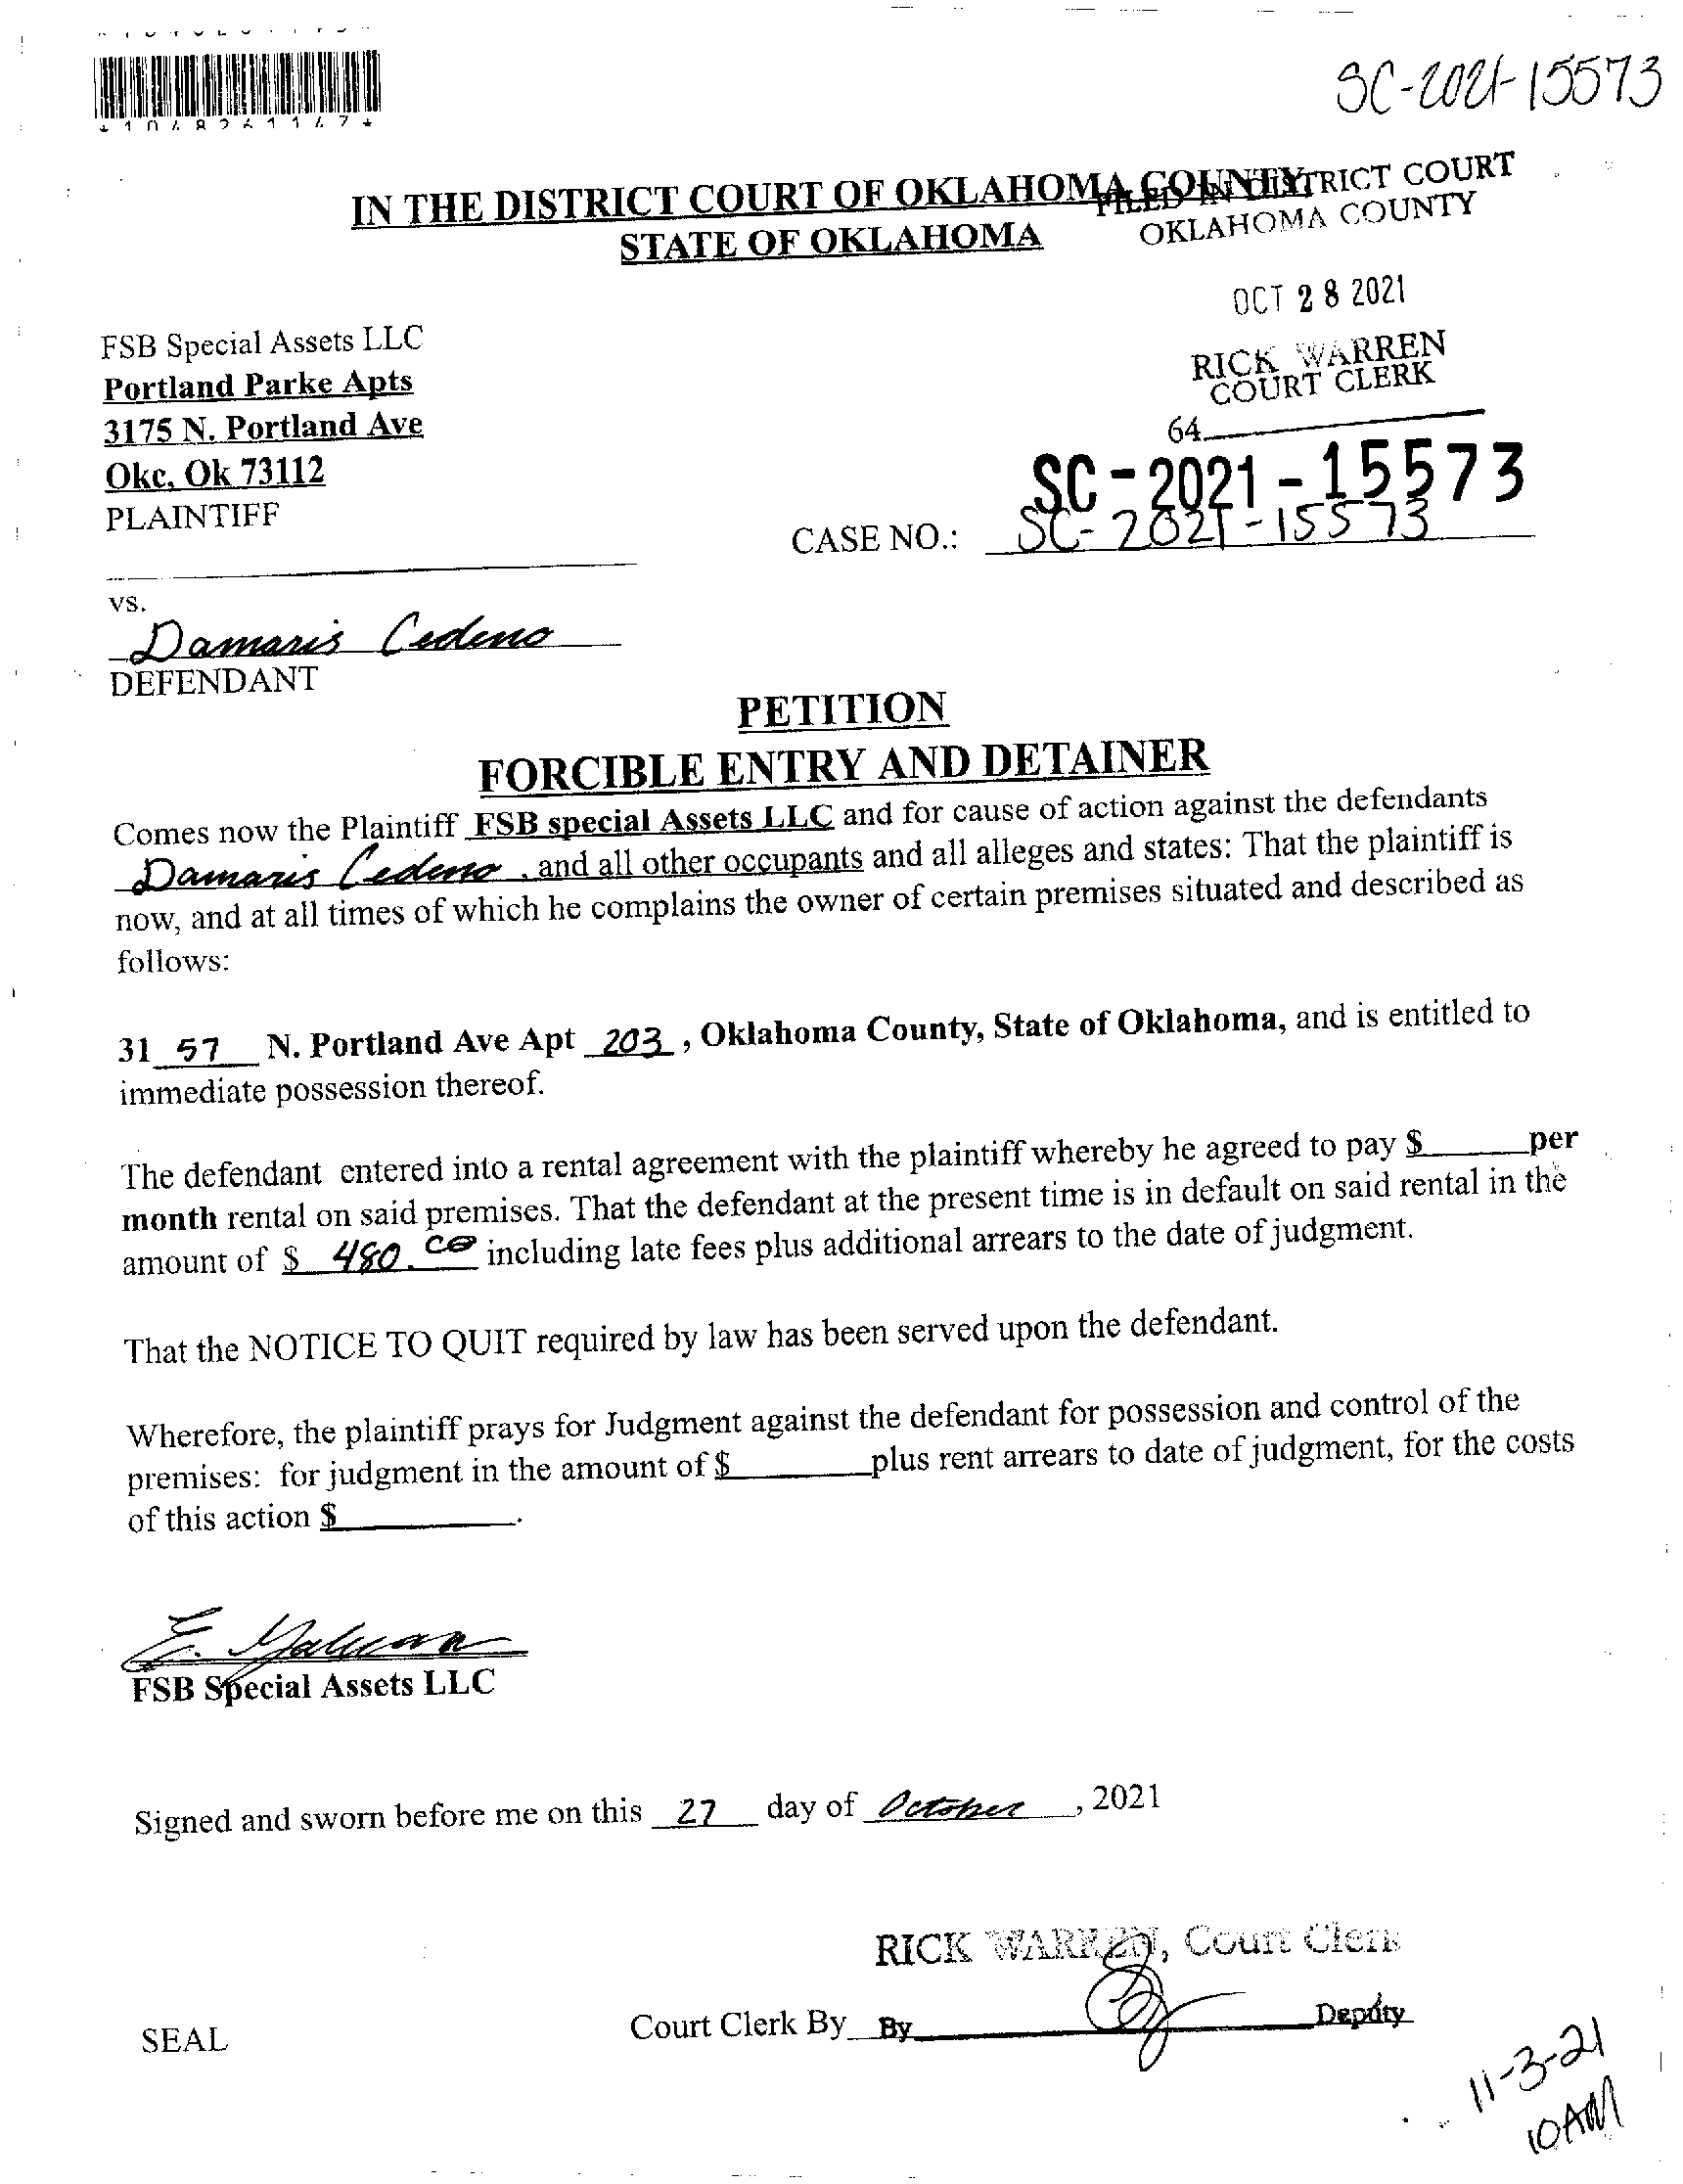 SC-2021-15573
*1048261147*
IN THE DISTRICT COURT OF OKLAHOMA COUNTY
STATE OF OKLAHOMA
FILED IN DISTRICT COURT
OKLAHOMA COUNTY
OCT 28 2021
RICK WARREN
COURT CLERK
64
FSB Special Assets LLC
Portland Parke Apts
3175 N. Portland Ave
Okc, Ok 73112
PLAINTIFF
SC-2021-15573
CASE NO.: SC-2021-15573
vs.
Damaris Cedeno
DEFENDANT
PETITION
FORCIBLE ENTRY AND DETAINER
Comes now the Plaintiff FSB special Assets LLC and for cause of action against the defendants
Damaris Cedeno, and all other occupants and all alleges and states: That the plaintiff is
now, and at all times of which he complains the owner of certain premises situated and described as
follows:
31 57 N. Portland Ave Apt 203, Oklahoma County, State of Oklahoma, and is entitled to
immediate possession thereof.
The defendant entered into a rental agreement with the plaintiff whereby he agreed to pay $______per
month rental on said premises. That the defendant at the present time is in default on said rental in the
amount of $ 480.00 including late fees plus additional arrears to the date of judgment.
That the NOTICE TO QUIT required by law has been served upon the defendant.
Wherefore, the plaintiff prays for Judgment against the defendant for possession and control of the
premises: for judgment in the amount of $________plus rent arrears to date of judgment, for the costs
of this action $__________.
FSB Special Assets LLC
Signed and sworn before me on this 27 day of October, 2021
RICK WARREN, Court Clerk
SEAL
Court Clerk By By Deputy
11-3-21
10AM